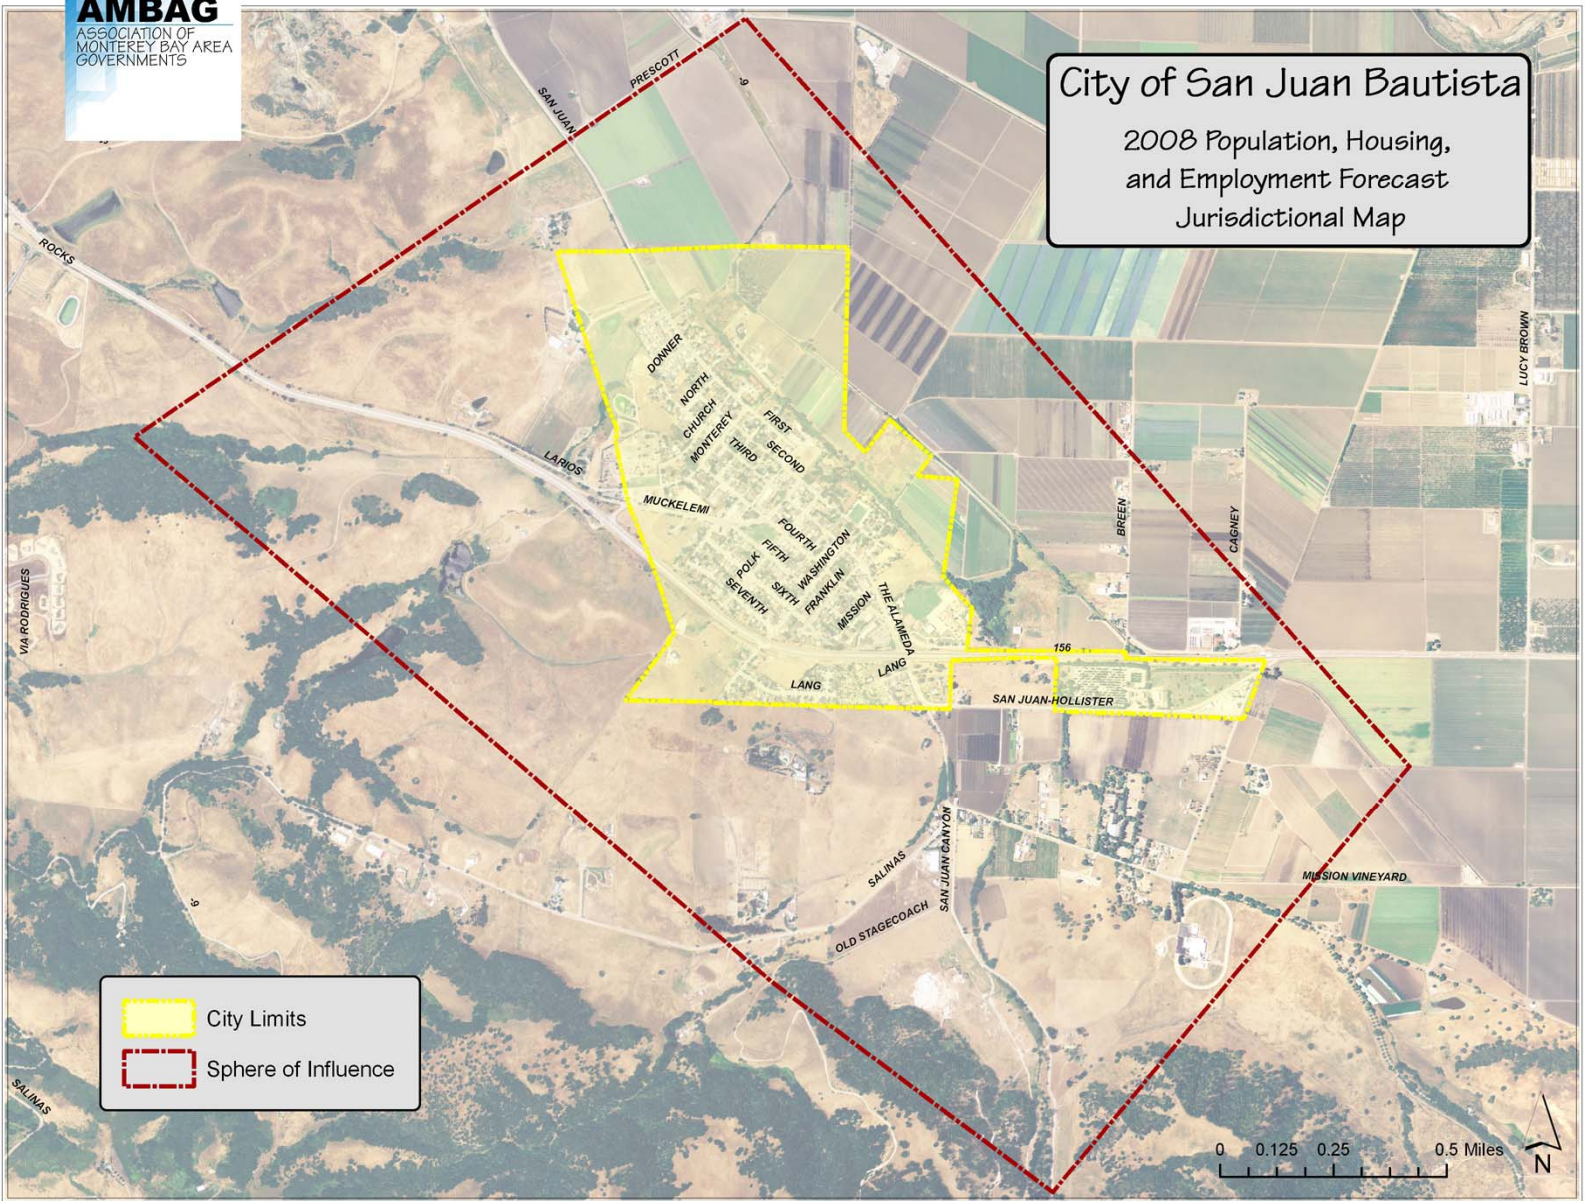 AMBAG
ASSOCIATION OF
MONTEREY BAY AREA
GOVERNMENTS
City of San Juan Bautista
2008 Population, Housing,
and Employment Forecast
Jurisdictional Map
PRESCOTT
SAN JUAN
-9
ROCKS
LUCY BROWN
DONNER
NORTH
CHURCH
MONTEREY
FIRST
SECOND
THIRD
LARIOS
MUCKELEMI
FOURTH
FIFTH
WASHINGTON
POLK
SIXTH
FRANKLIN
SEVENTH
MISSION
THE ALAMEDA
BREEN
CAGNEY
VIA RODRIGUES
156
LANG
LANG
SAN JUAN-HOLLISTER
SAN JUAN CANYON
SALINAS
MISSION VINEYARD
OLD STAGECOACH
-9
City Limits
Sphere of Influence
SALINAS
0 0.125 0.25 0.5 Miles
N